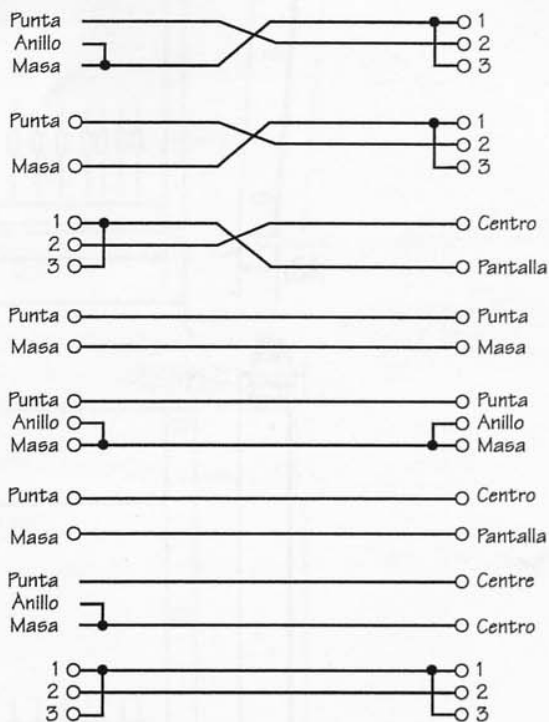 Punta 1
Anillo 2
Masa 3
Punta 1
2
Masa 3
1 Centro
2
3 Pantalla
Punta Punta
Masa Masa
Punta Punta
Anillo Anillo
Masa Masa
Punta Centro
Masa Pantalla
Punta Centre
Anillo
Masa Centro
1 1
2 2
3 3